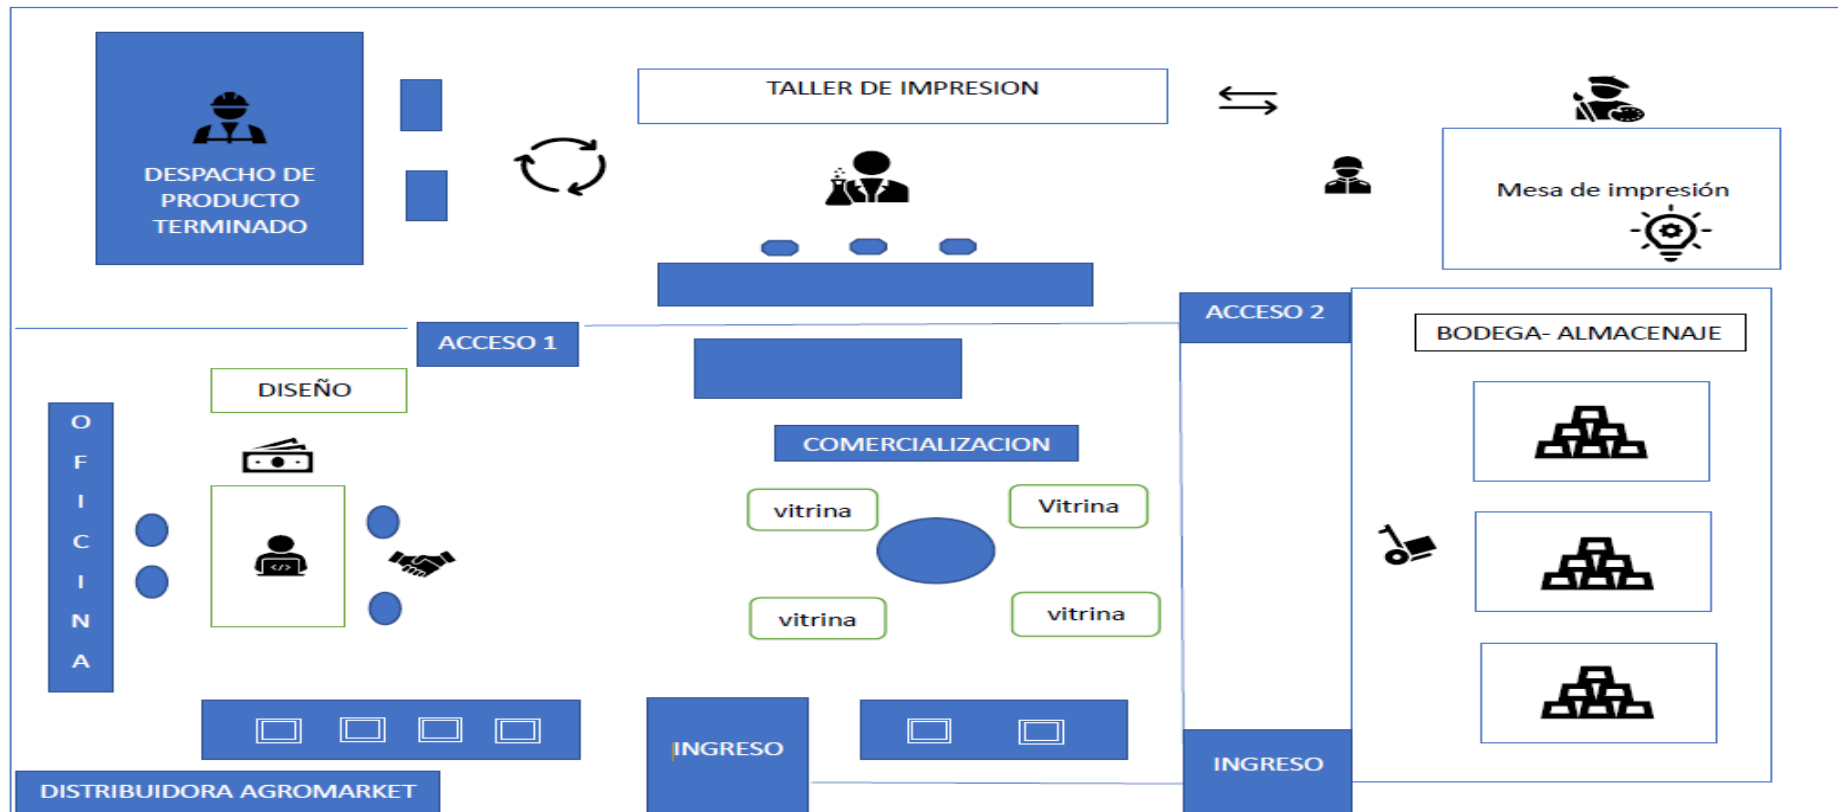 TALLER DE IMPRESION
DESPACHO DE
PRODUCTO
TERMINADO
Mesa de impresión
ACCESO 1
ACCESO 2
BODEGA- ALMACENAJE
DISEÑO
O
F
I
C
I
N
A
COMERCIALIZACION
vitrina
Vitrina
vitrina
vitrina
</>
INGRESO
INGRESO
DISTRIBUIDORA AGROMARKET